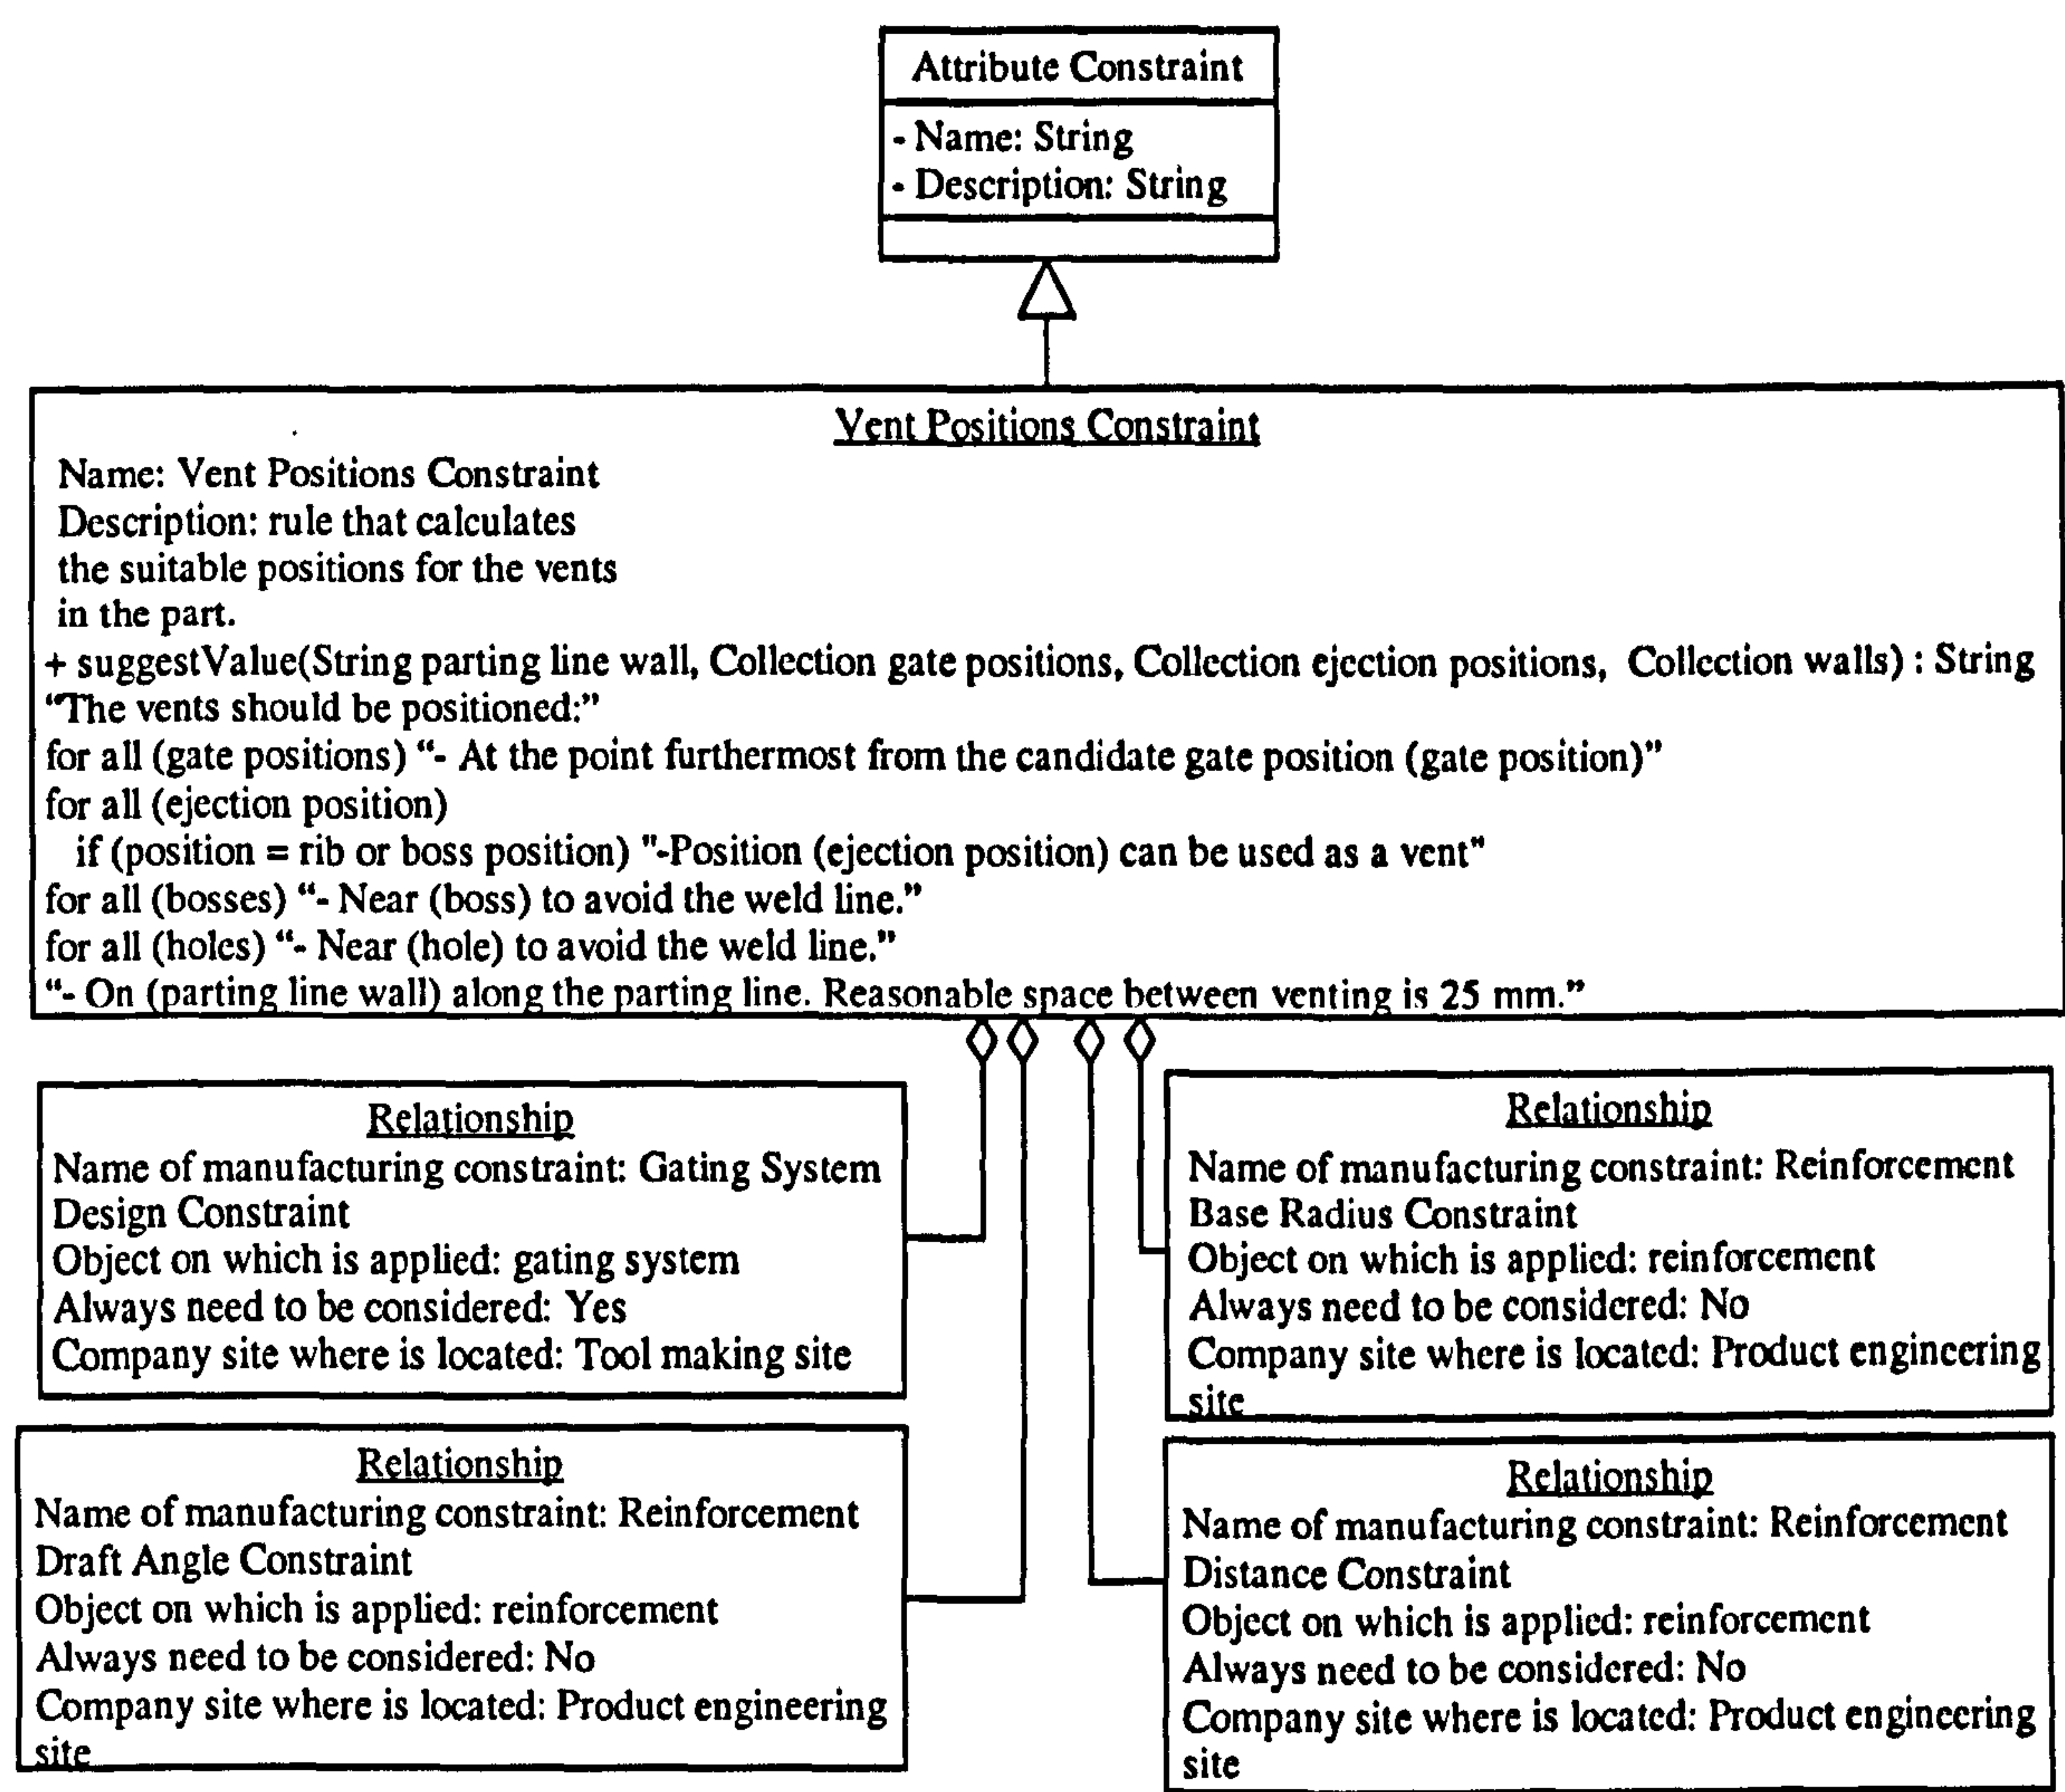 Attribute Constraint
- Name: String
- Description: String
Vent Positions Constraint
Name: Vent Positions Constraint
Description: rule that calculates
the suitable positions for the vents
in the part.
+ suggestValue(String parting line wall, Collection gate positions, Collection ejection positions, Collection walls) : String
“The vents should be positioned:”
for all (gate positions) “- At the point furthermost from the candidate gate position (gate position)”
for all (ejection position)
if (position = rib or boss position) "-Position (ejection position) can be used as a vent"
for all (bosses) “- Near (boss) to avoid the weld line.”
for all (holes) “- Near (hole) to avoid the weld line.”
“- On (parting line wall) along the parting line. Reasonable space between venting is 25 mm.”
Relationship
Name of manufacturing constraint: Gating System
Design Constraint
Object on which is applied: gating system
Always need to be considered: Yes
Company site where is located: Tool making site
Relationship
Name of manufacturing constraint: Reinforcement
Base Radius Constraint
Object on which is applied: reinforcement
Always need to be considered: No
Company site where is located: Product engineering
site
Relationship
Name of manufacturing constraint: Reinforcement
Draft Angle Constraint
Object on which is applied: reinforcement
Always need to be considered: No
Company site where is located: Product engineering
site
Relationship
Name of manufacturing constraint: Reinforcement
Distance Constraint
Object on which is applied: reinforcement
Always need to be considered: No
Company site where is located: Product engineering
site